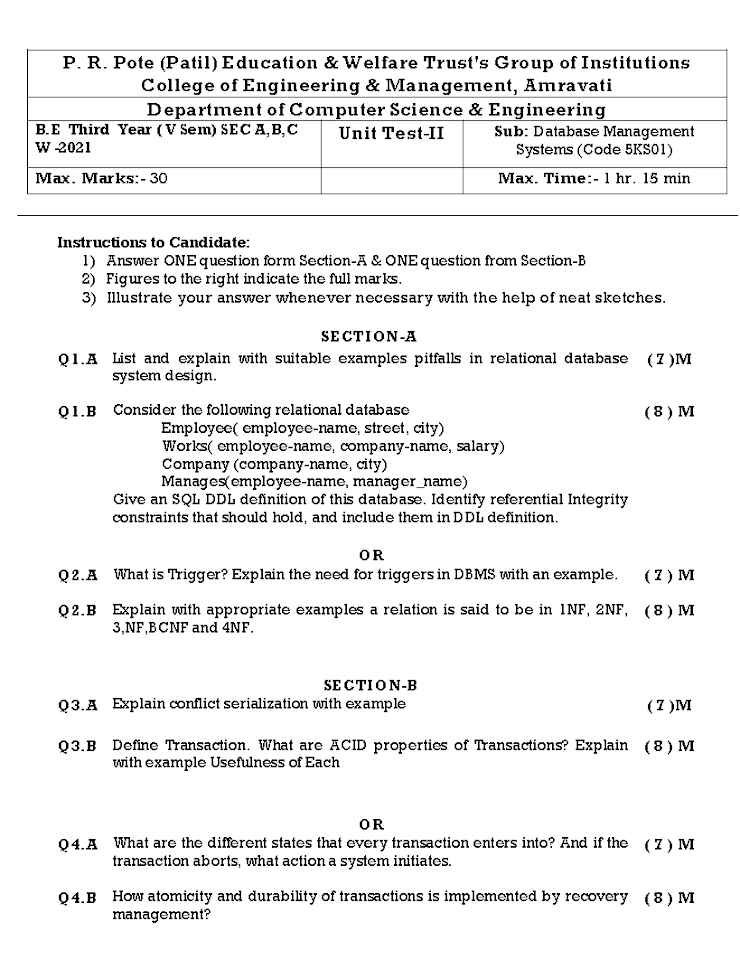 P. R. Pote (Patil) Education & Welfare Trust's Group of Institutions
College of Engineering & Management, Amravati
Department of Computer Science & Engineering
B.E Third Year ( V Sem) SEC A,B,C
W -2021
Unit Test-II
Sub: Database Management
Systems (Code 5KS01)
Max. Marks:- 30
Max. Time:- 1 hr. 15 min
Instructions to Candidate:
1) Answer ONE question form Section-A & ONE question from Section-B
2) Figures to the right indicate the full marks.
3) Illustrate your answer whenever necessary with the help of neat sketches.
SECTION-A
Q1.A List and explain with suitable examples pitfalls in relational database ( 7 )M
system design.
Q1.B Consider the following relational database ( 8 ) M
Employee( employee-name, street, city)
Works( employee-name, company-name, salary)
Company (company-name, city)
Manages(employee-name, manager_name)
Give an SQL DDL definition of this database. Identify referential Integrity
constraints that should hold, and include them in DDL definition.
OR
Q2.A What is Trigger? Explain the need for triggers in DBMS with an example. ( 7 ) M
Q2.B Explain with appropriate examples a relation is said to be in 1NF, 2NF, ( 8 ) M
3,NF,BCNF and 4NF.
SECTION-B
Q3.A Explain conflict serialization with example ( 7 )M
Q3.B Define Transaction. What are ACID properties of Transactions? Explain ( 8 ) M
with example Usefulness of Each
OR
Q4.A What are the different states that every transaction enters into? And if the ( 7 ) M
transaction aborts, what action a system initiates.
Q4.B How atomicity and durability of transactions is implemented by recovery ( 8 ) M
management?